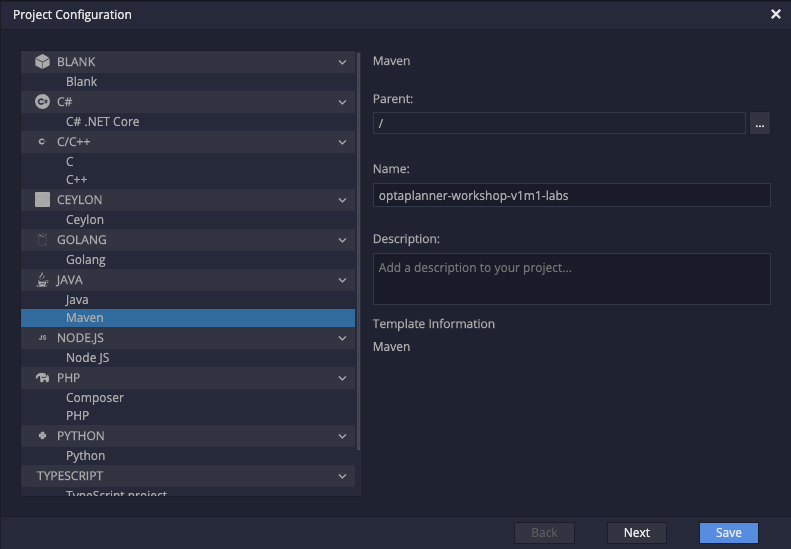 Project Configuration
BLANK
Blank
C#
C# .NET Core
C/C++
C
C++
CEYLON
Ceylon
GOLANG
Golang
JAVA
Java
Maven
NODE.JS
Node JS
PHP
Composer
PHP
PYTHON
Python
TYPESCRIPT
TypeScript project
Maven
Parent:
/
...
Name:
optaplanner-workshop-v1m1-labs
Description:
Add a description to your project...
Template Information
Maven
Back
Next
Save